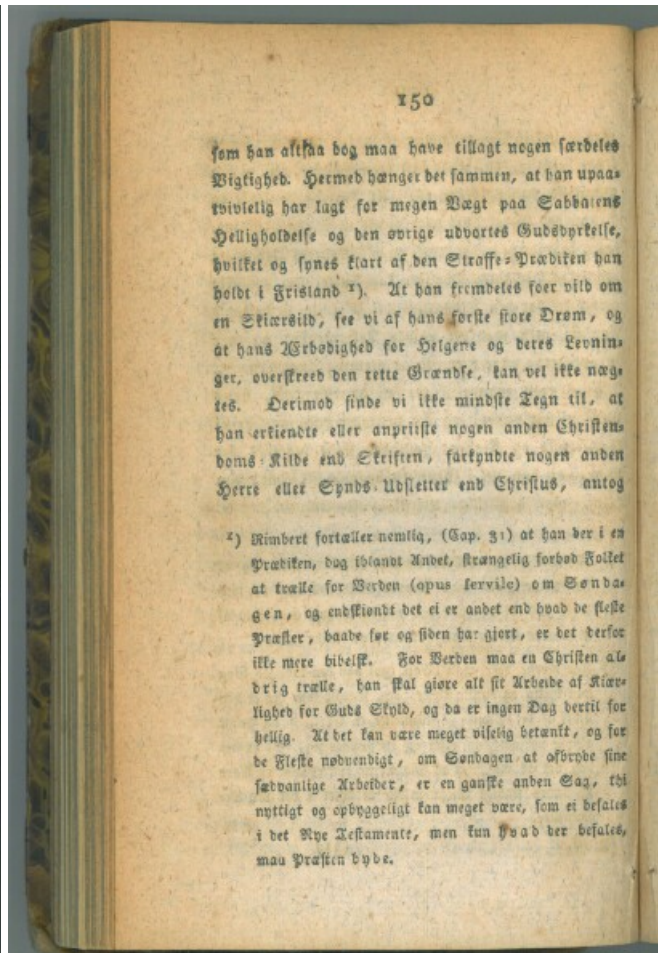 150
som han altsaa dog maa have tillagt nogen særdeles
Vigtighed. Hermed hænger det sammen, at han upaa-
tvivlelig har lagt for megen Vægt paa Sabbatens
Helligholdelse og den øvrige udvortes Gudsdyrkelse,
hvilket og synes klart af den Straffe-Prædiken han
holdt i Frisland 1). At han fremdeles foer vild om
en Skiærsild, see vi af hans første store Drøm, og
at hans Ærbødighed for Helgene og deres Levnin-
ger, overskreed den rette Grændse, kan vel ikke næg-
tes. Derimod finde vi ikke mindste Tegn til, at
han erkiendte eller anpriiste nogen anden Christen-
doms-Kilde end Skriften, farkyndte nogen anden
Herre eller Synds-Udsletter end Christus, antog
1) Rimbert fortæller nemlig, (Cap. 31) at han der i en
Prædiken, dog iblandt Andet, strængelig forbød Folket
at trælle for Verden (opus servile) om Sønda-
gen, og endskiøndt det ei er andet end hvad de fleste
Præster, baade før og siden har gjort, er det derfor
ikke mere bibelsk. For Verden maa en Christen al-
drig trælle, han skal giøre alt sit Arbeide af Kiær-
lighed for Guds Skyld, og da er ingen Dag dertil for
hellig. At det kan være meget viselig betænkt, og for
de Fleste nødvendigt, om Søndagen at afbryde sine
sædvanlige Arbeider, er en ganske anden Sag, thi
nyttigt og opbyggeligt kan meget være, som ei befales
i det Nye Testamente, men kun hvad der befales,
maa Præsten byde.